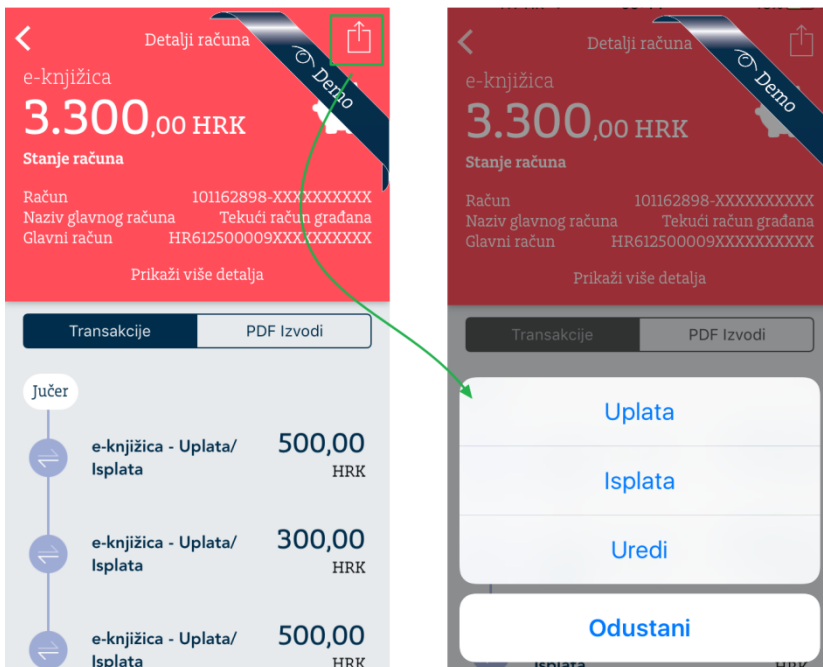 Detalji računa
Demo
e-knjižica
3.300,00 HRK
Stanje računa
Račun 101162898-XXXXXXXXXX
Naziv glavnog računa Tekući račun građana
Glavni račun HR612500009XXXXXXXXXX
Prikaži više detalja
Transakcije PDF Izvodi
Jučer
e-knjižica - Uplata/ 500,00
Isplata HRK
e-knjižica - Uplata/ 300,00
Isplata HRK
e-knjižica - Uplata/ 500,00
Isplata HRK
Detalji računa
Demo
e-knjižica
3.300,00 HRK
Stanje računa
Račun 101162898-XXXXXXXXXX
Naziv glavnog računa Tekući račun građana
Glavni račun HR612500009XXXXXXXXXX
Prikaži više detalja
Transakcije PDF Izvodi
Uplata
Isplata
Uredi
Odustani
Isplata HRK